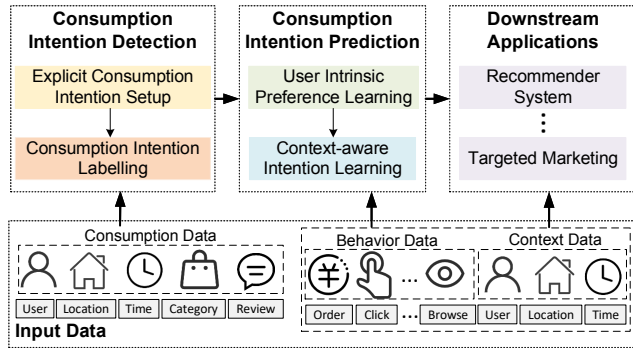 Consumption
Intention Detection
Explicit Consumption
Intention Setup
Consumption Intention
Labelling
Consumption
Intention Prediction
User Intrinsic
Preference Learning
Context-aware
Intention Learning
Downstream
Applications
Recommender
System
Targeted Marketing
Consumption Data
User Location Time Category Review
Input Data
Behavior Data
Order Click ... Browse
Context Data
User Location Time